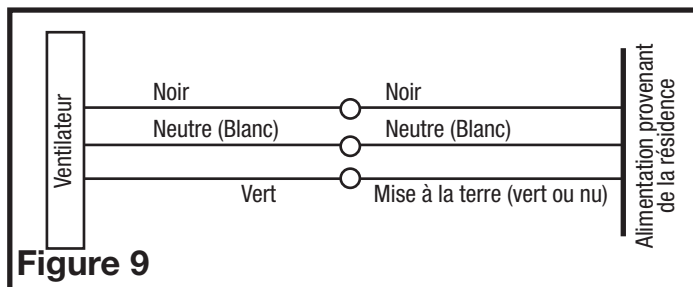 Ventilateur
Noir
Noir
Neutre (Blanc)
Neutre (Blanc)
Vert
Mise à la terre (vert ou nu)
Alimentation provenant
de la résidence
Figure 9